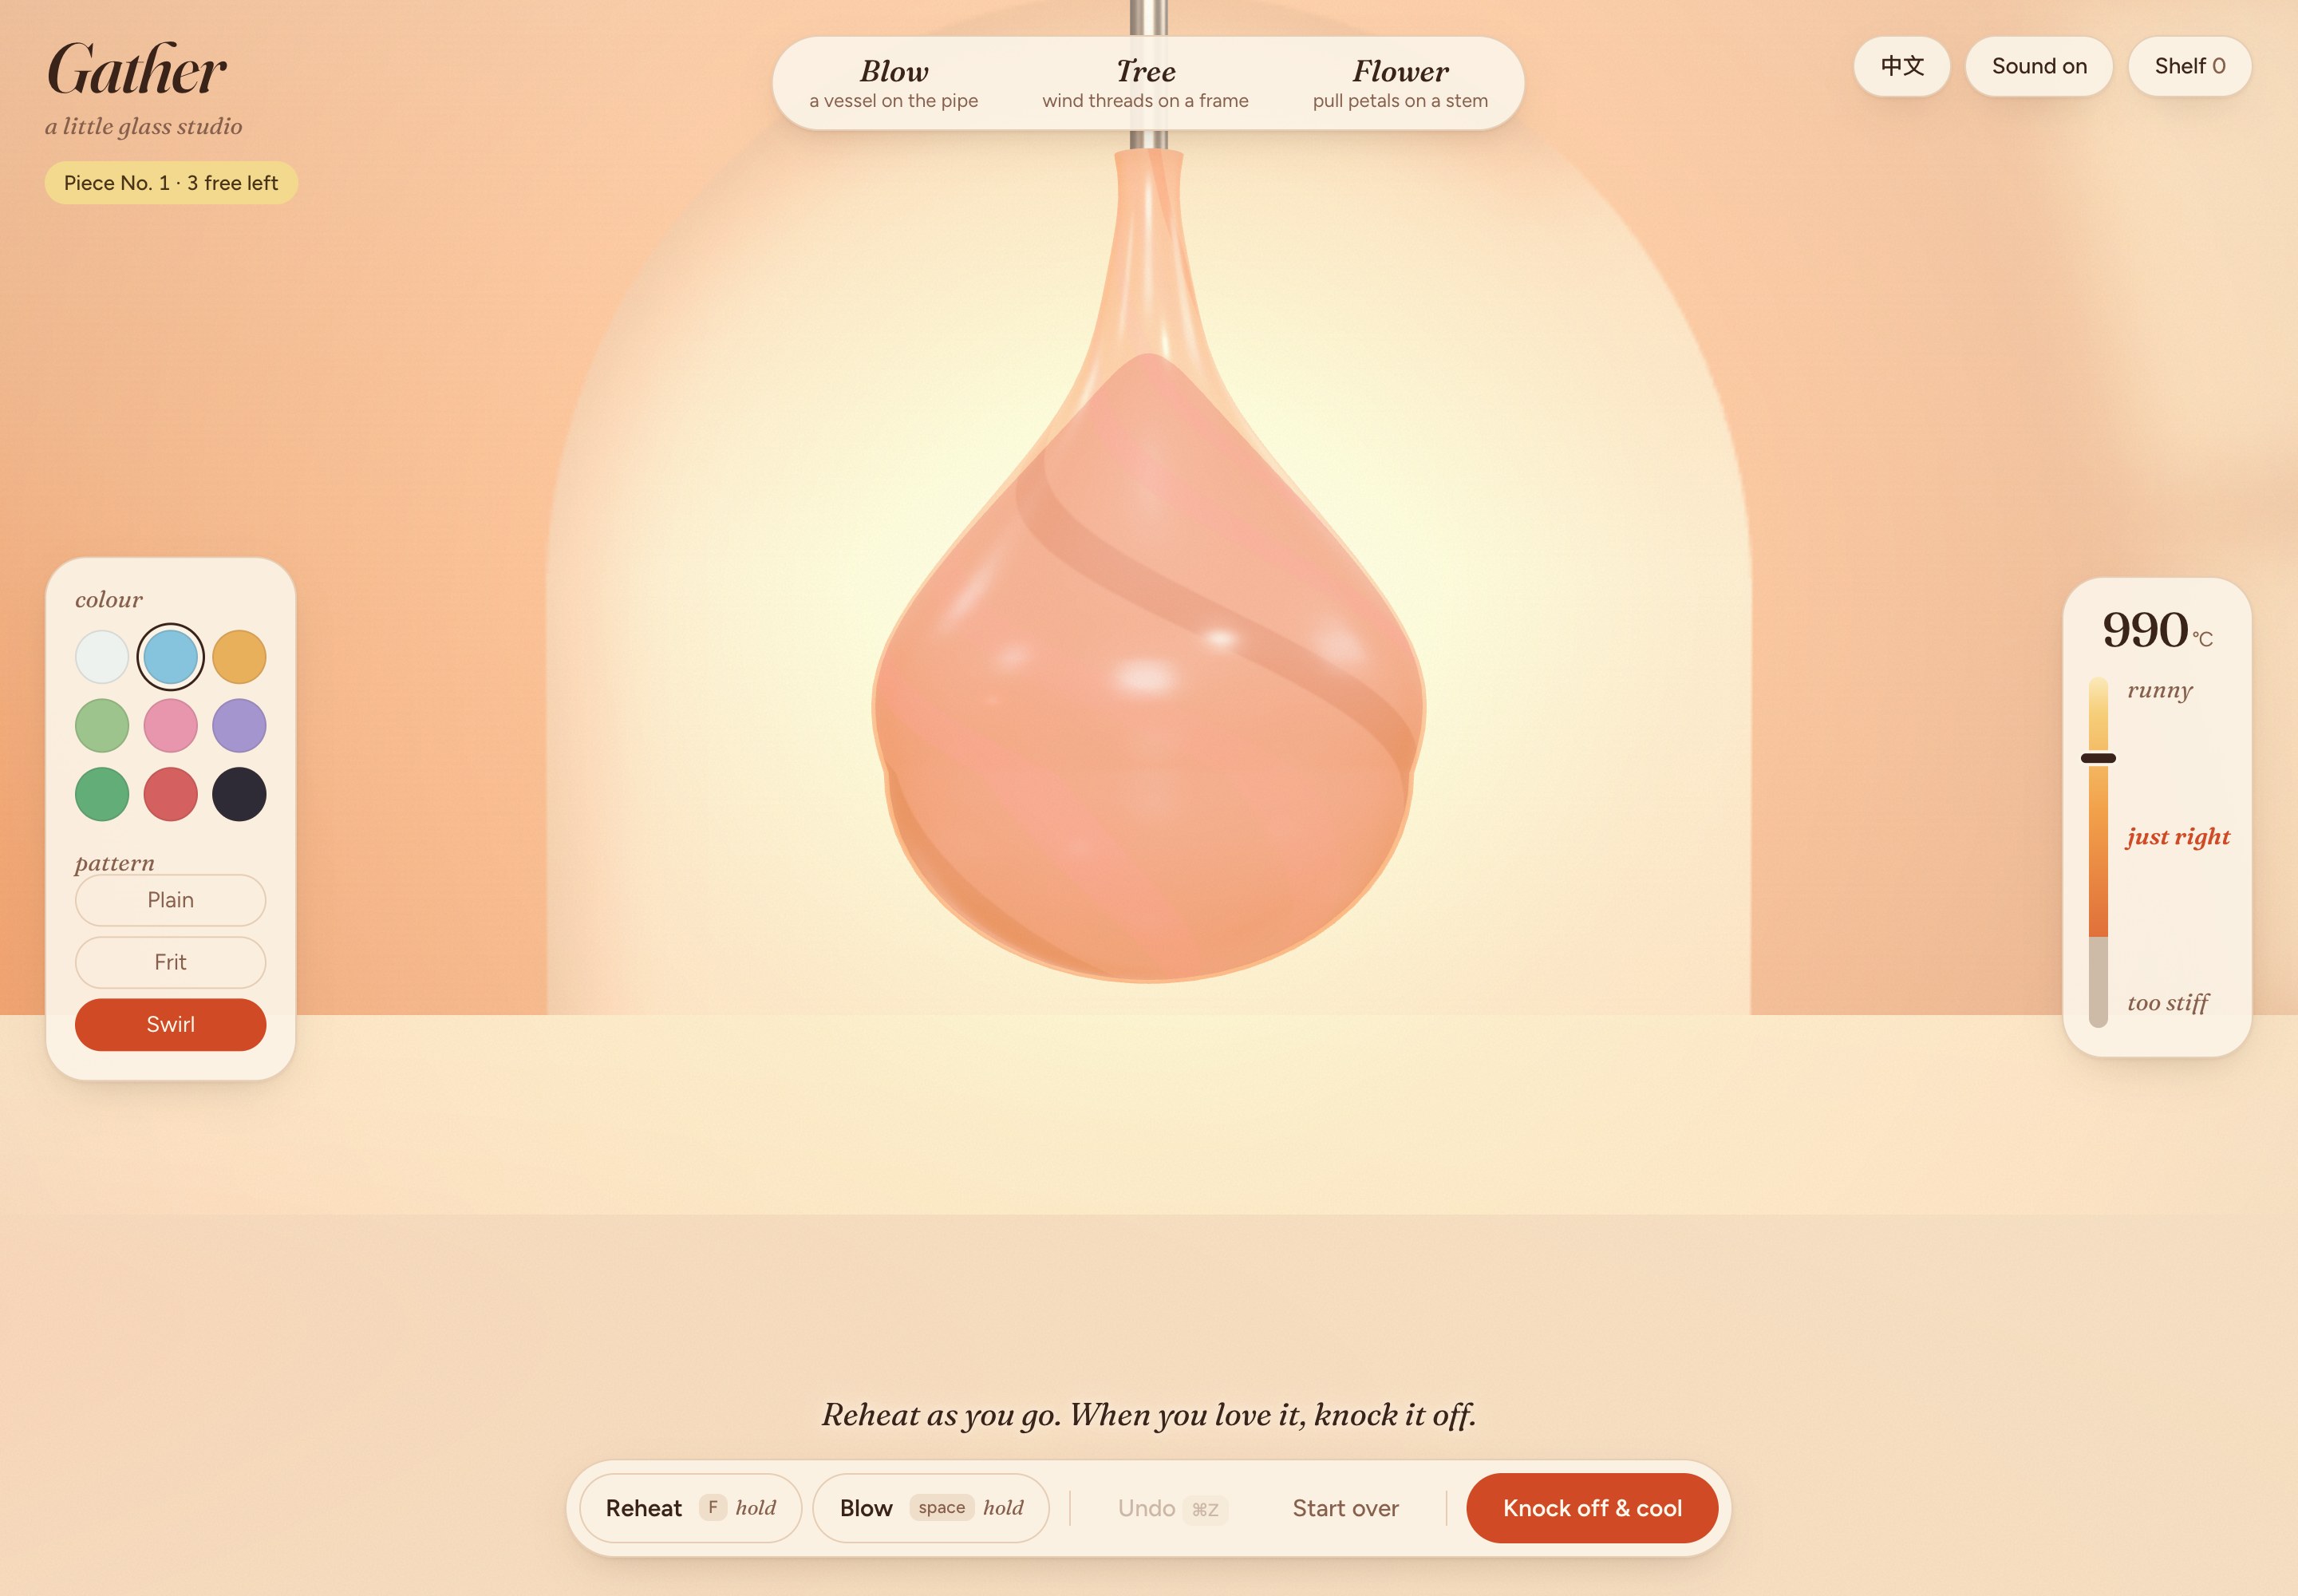 Gather
a little glass studio
Piece No. 1 · 3 free left
Blow
a vessel on the pipe
Tree
wind threads on a frame
Flower
pull petals on a stem
中文
Sound on
Shelf 0
colour
pattern
Plain
Frit
Swirl
990 °C
runny
just right
too stiff
Reheat as you go. When you love it, knock it off.
Reheat F hold
Blow space hold
Undo ⌘Z
Start over
Knock off & cool